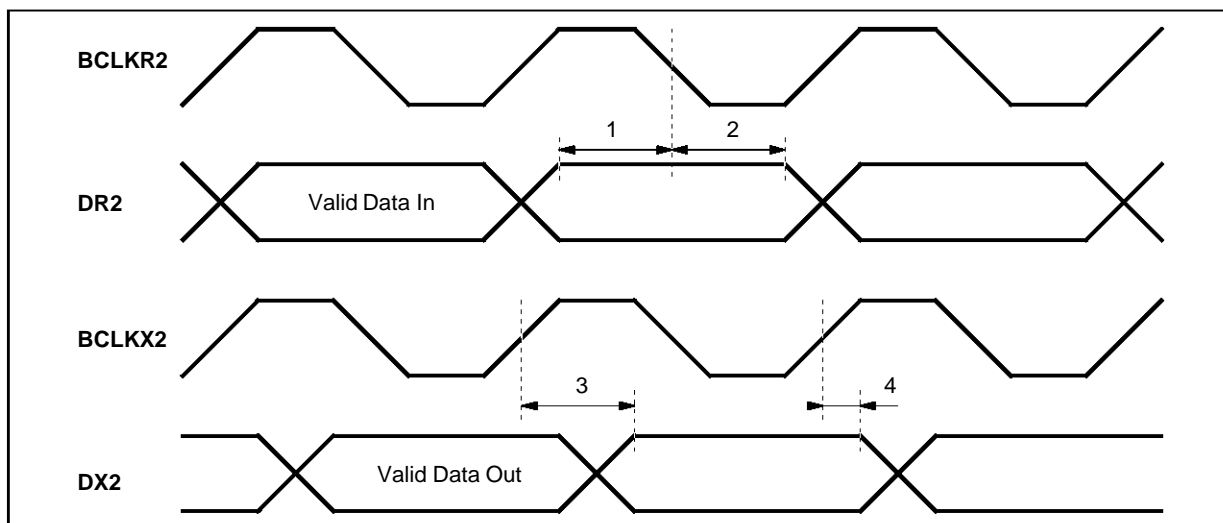 BCLKR2
1 2
DR2
Valid Data In
BCLKX2
3 4
DX2
Valid Data Out